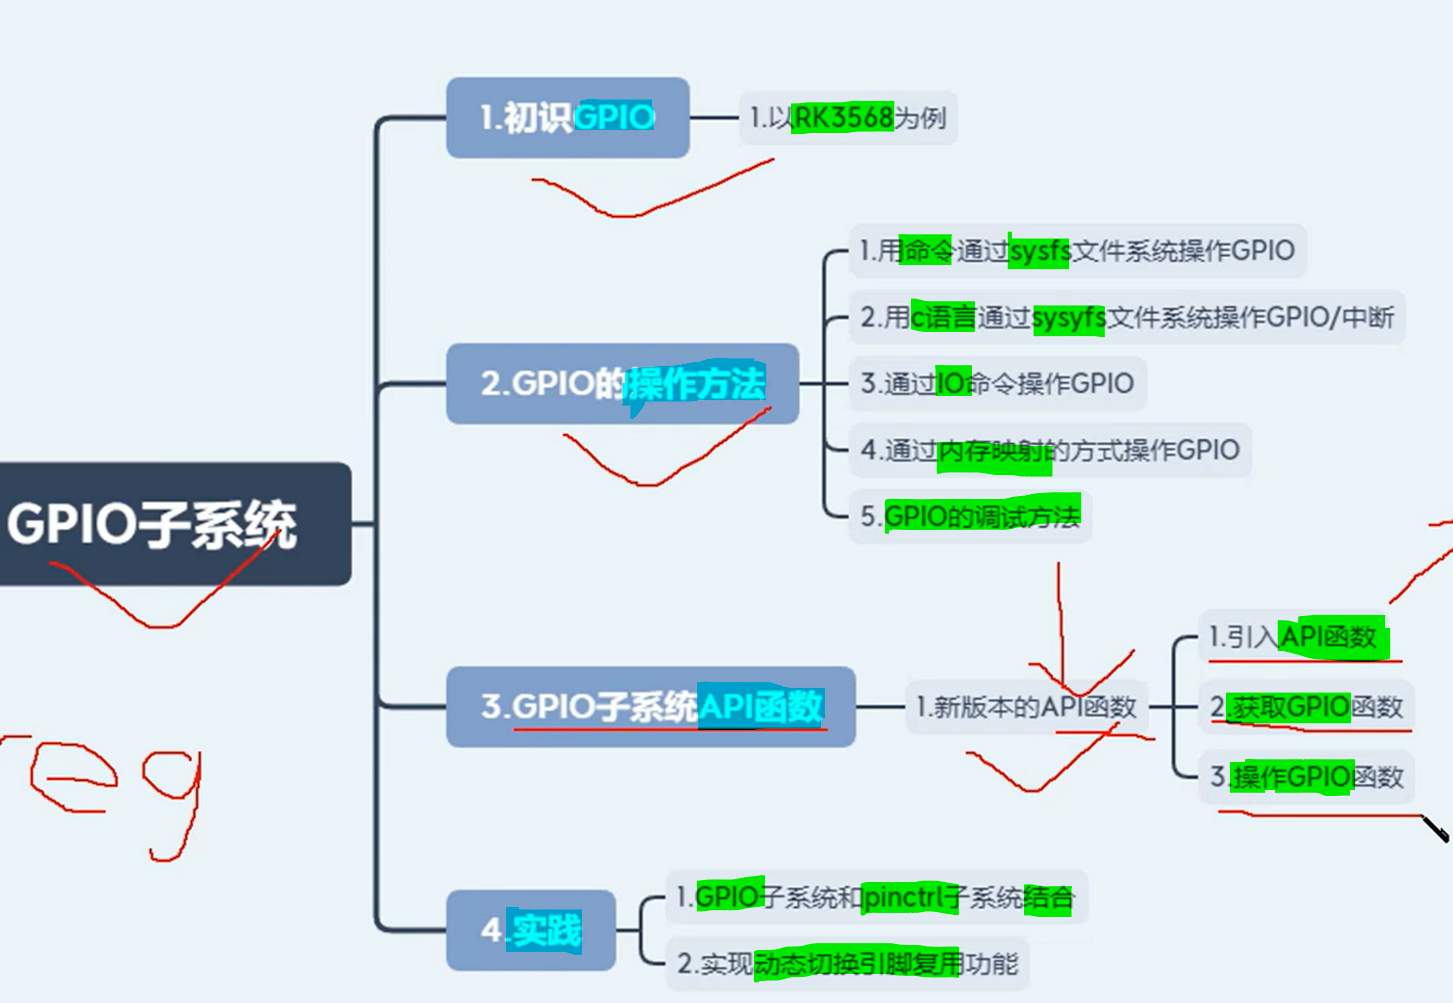 1.初识GPIO
1.以RK3568为例
1.用命令通过sysfs文件系统操作GPIO
2.用c语言通过sysyfs文件系统操作GPIO/中断
2.GPIO的操作方法
3.通过IO命令操作GPIO
4.通过内存映射的方式操作GPIO
5.GPIO的调试方法
GPIO子系统
3.GPIO子系统API函数
1.新版本的API函数
1.引入API函数
2.获取GPIO函数
3.操作GPIO函数
eg
4.实践
1.GPIO子系统和pinctrl子系统结合
2.实现动态切换引脚复用功能